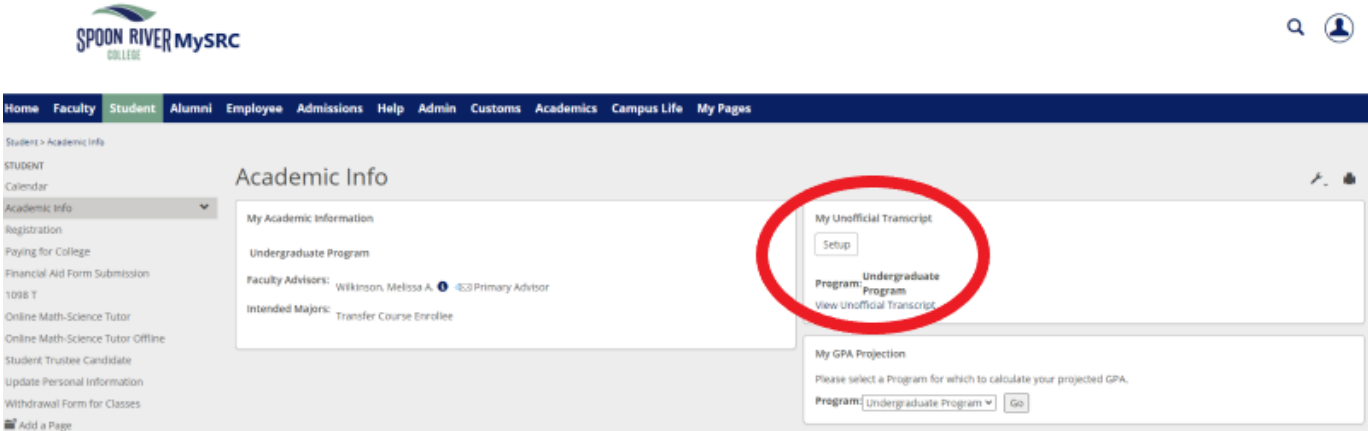 SPOON RIVER
COLLEGE
MySRC
Home Faculty Student Alumni Employee Admissions Help Admin Customs Academics Campus Life My Pages
Student > Academic Info
STUDENT
Calendar
Academic Info
Registration
Paying for College
Financial Aid Form Submission
1098 T
Online Math-Science Tutor
Online Math-Science Tutor Offline
Student Trustee Candidate
Update Personal Information
Withdrawal Form for Classes
Add a Page
Academic Info
My Academic Information
Undergraduate Program
Faculty Advisors: Wilkinson, Melissa A. Primary Advisor
Intended Majors: Transfer Course Enrollee
My Unofficial Transcript
Setup
Program: Undergraduate
Program
View Unofficial Transcript
My GPA Projection
Please select a Program for which to calculate your projected GPA.
Program: Undergraduate Program Go